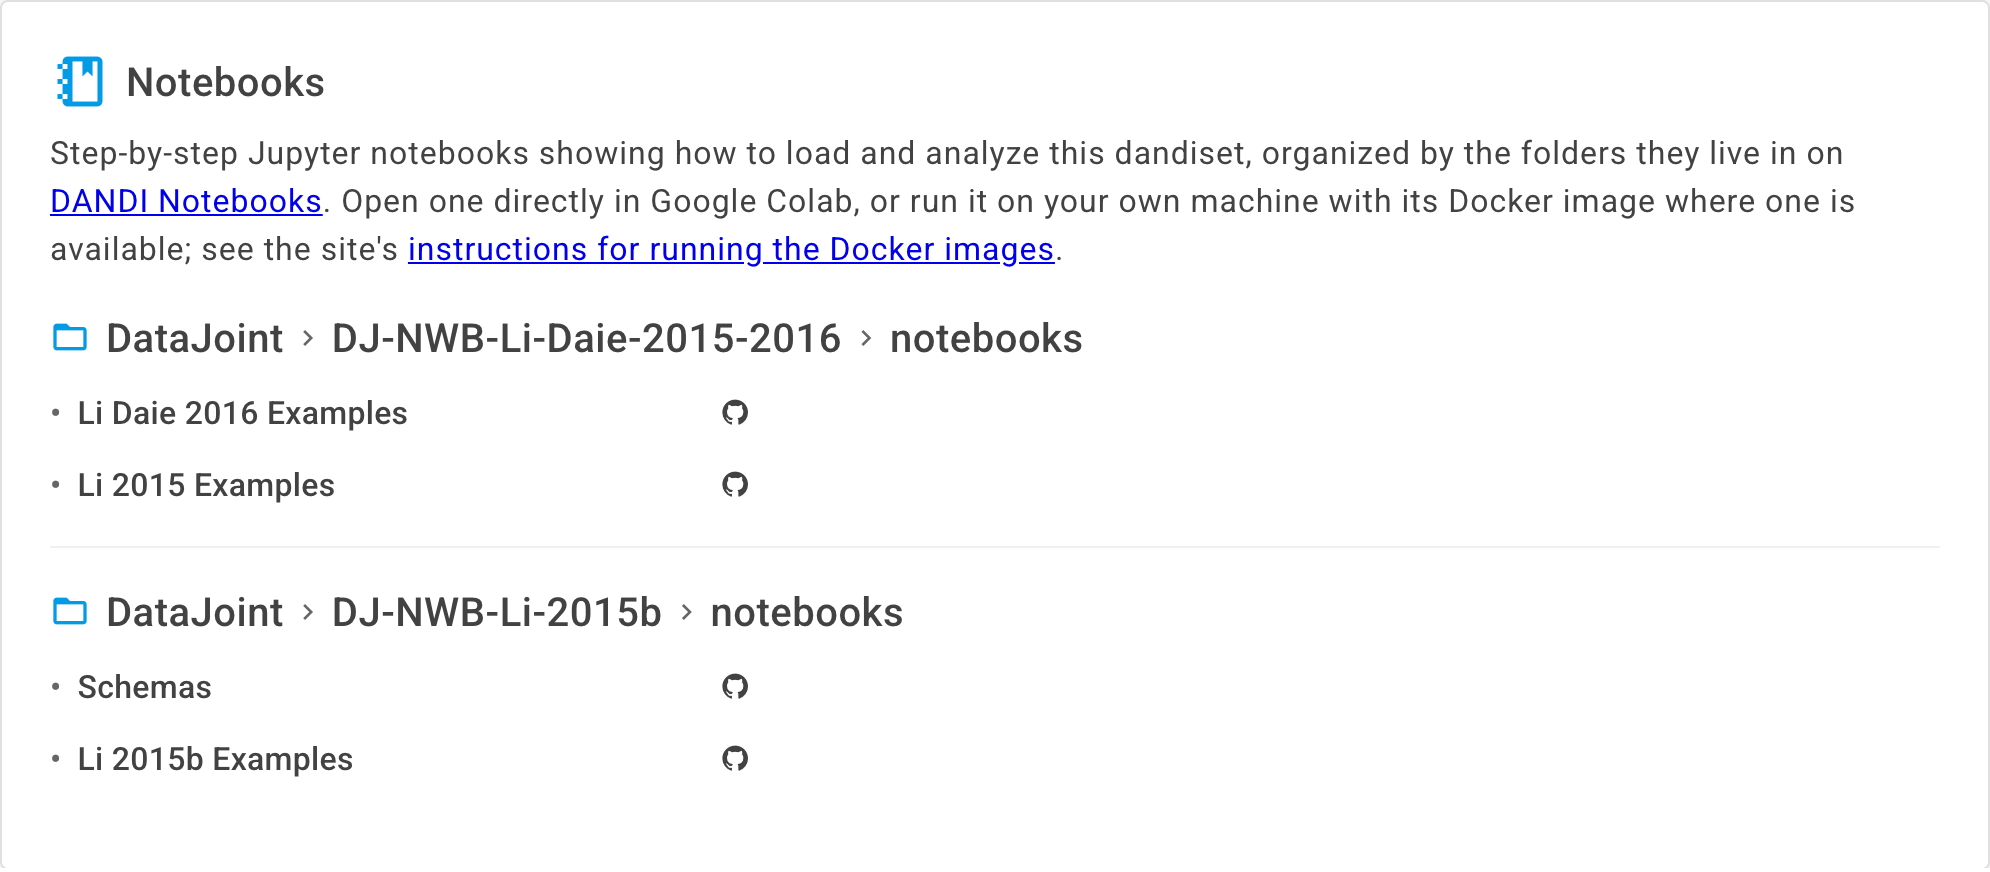 Notebooks
Step-by-step Jupyter notebooks showing how to load and analyze this dandiset, organized by the folders they live in on
DANDI Notebooks. Open one directly in Google Colab, or run it on your own machine with its Docker image where one is
available; see the site's instructions for running the Docker images.
DataJoint > DJ-NWB-Li-Daie-2015-2016 > notebooks
• Li Daie 2016 Examples
• Li 2015 Examples
DataJoint > DJ-NWB-Li-2015b > notebooks
• Schemas
• Li 2015b Examples